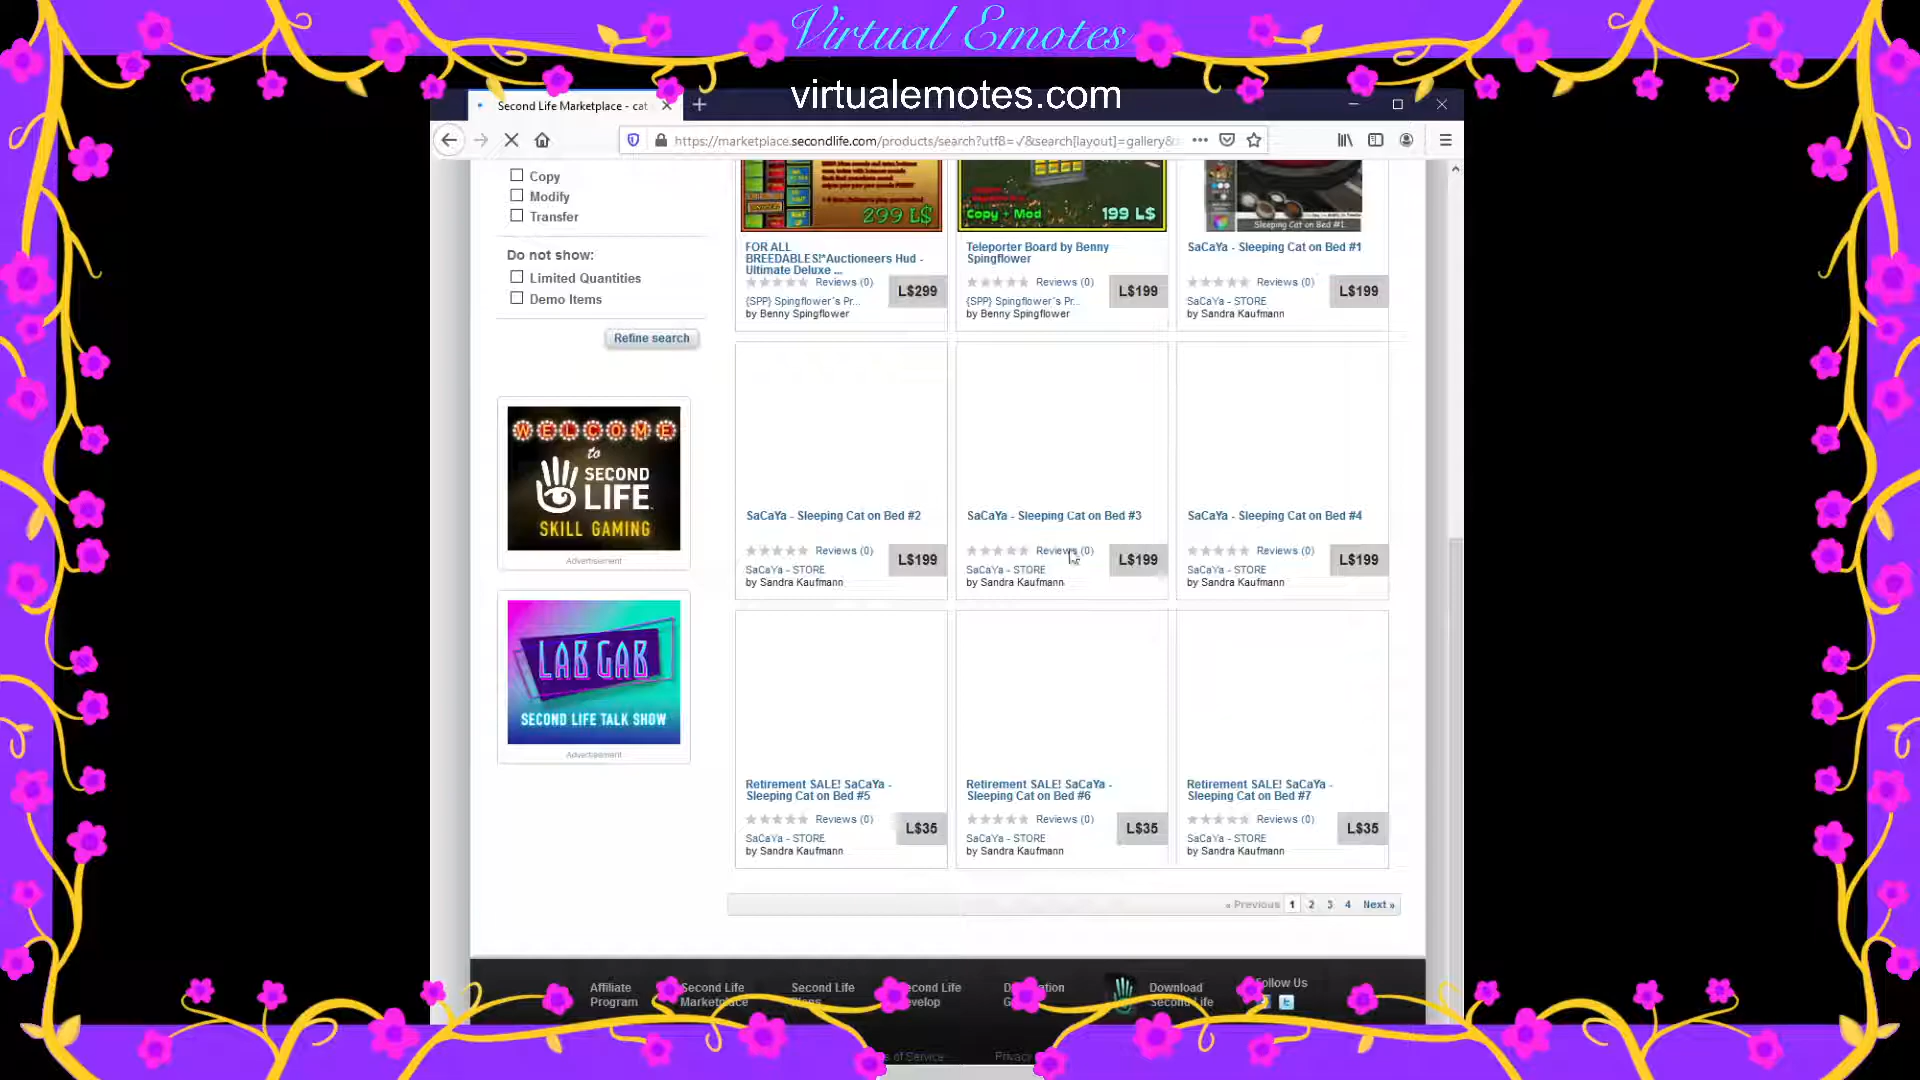 Virtual Emotes
virtualemotes.com
Second Life Marketplace - cat
https://marketplace.secondlife.com/products/search?utf8=✓&search[layout]=gallery&
Copy
Modify
Transfer
Do not show:
Limited Quantities
Demo Items
Refine search
299 L$
Copy + Mod
199 L$
Sleeping Cat on Bed #1
FOR ALL
BREEDABLES!*Auctioneers Hud -
Ultimate Deluxe ...
Reviews (0)
L$299
{SPP} Spingflower´s Pr...
by Benny Spingflower
Teleporter Board by Benny
Spingflower
Reviews (0)
L$199
{SPP} Spingflower´s Pr...
by Benny Spingflower
SaCaYa - Sleeping Cat on Bed #1
Reviews (0)
L$199
SaCaYa - STORE
by Sandra Kaufmann
WELCOME
to
SECOND
LIFE
SKILL GAMING
Advertisement
SaCaYa - Sleeping Cat on Bed #2
Reviews (0)
L$199
SaCaYa - STORE
by Sandra Kaufmann
SaCaYa - Sleeping Cat on Bed #3
Reviews (0)
L$199
SaCaYa - STORE
by Sandra Kaufmann
SaCaYa - Sleeping Cat on Bed #4
Reviews (0)
L$199
SaCaYa - STORE
by Sandra Kaufmann
LAB GAB
SECOND LIFE TALK SHOW
Advertisement
Retirement SALE! SaCaYa -
Sleeping Cat on Bed #5
Reviews (0)
L$35
SaCaYa - STORE
by Sandra Kaufmann
Retirement SALE! SaCaYa -
Sleeping Cat on Bed #6
Reviews (0)
L$35
SaCaYa - STORE
by Sandra Kaufmann
Retirement SALE! SaCaYa -
Sleeping Cat on Bed #7
Reviews (0)
L$35
SaCaYa - STORE
by Sandra Kaufmann
« Previous 1 2 3 4 Next »
Affiliate
Program
Second Life
Marketplace
Second Life
Second Life
Develop
Download
Second Life
Follow Us
of Service
Privacy